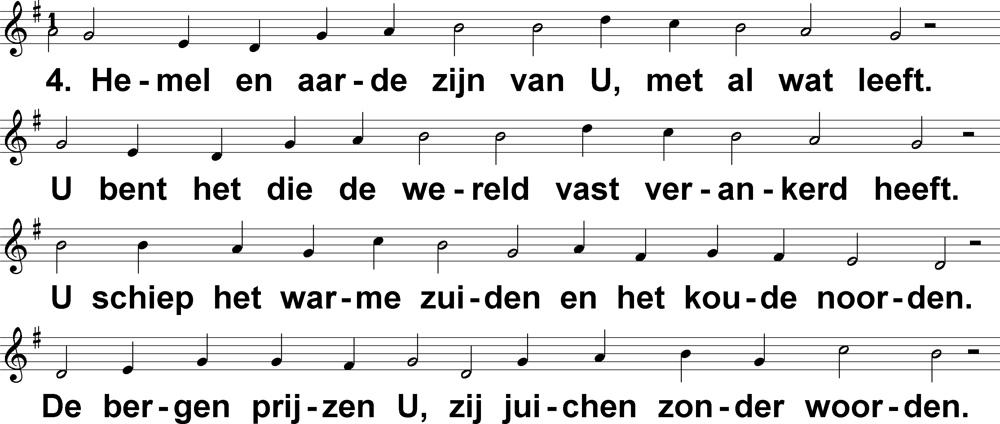 1
4. He - mel en aar - de zijn van U, met al wat leeft.
U bent het die de we - reld vast ver - an - kerd heeft.
U schiep het war - me zui - den en het kou - de noor - den.
De ber - gen prij - zen U, zij jui - chen zon - der woor - den.